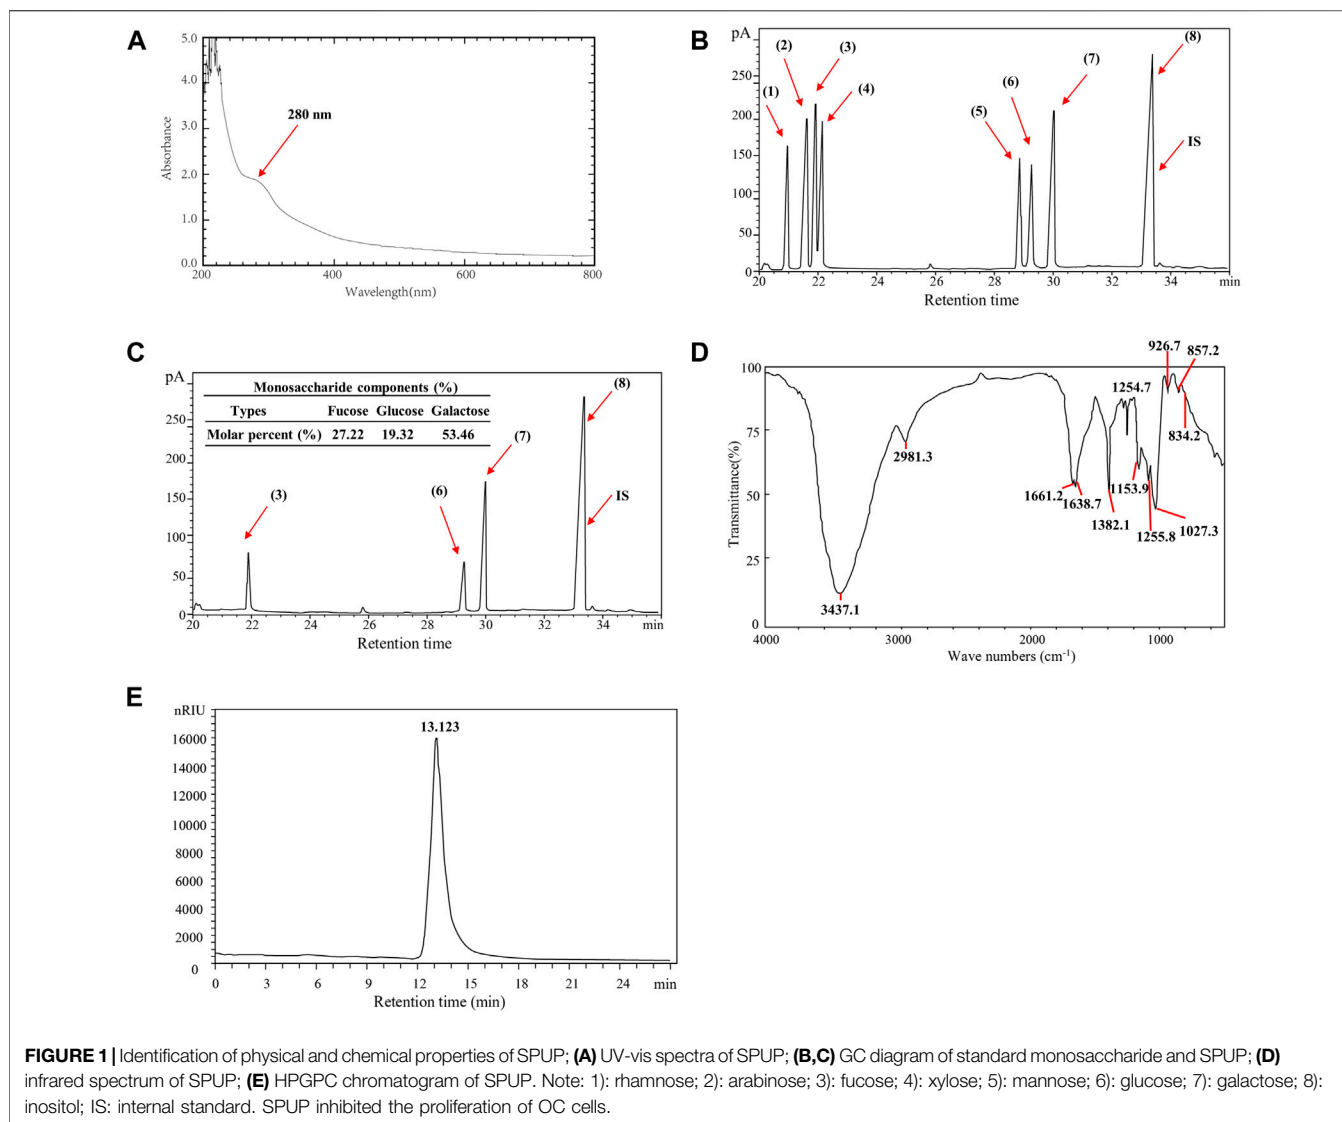 A
5.0
4.0
3.0
2.0
1.0
0.0
Absorbance
280 nm
200 400 600 800
Wavelength(nm)
B
pA
250
200
150
100
50
0
(1)
(2)
(3)
(4)
(5)
(6)
(7)
(8)
IS
20 22 24 26 28 30 32 34 min
Retention time
C
pA
250
200
150
100
50
0
Monosaccharide components (%)
Types Fucose Glucose Galactose
Molar percent (%) 27.22 19.32 53.46
(3)
(6)
(7)
(8)
IS
20 22 24 26 28 30 32 34 min
Retention time
D
100
75
50
25
0
Transmittance(%)
926.7
857.2
1254.7
834.2
2981.3
1661.2
1638.7
1153.9
1382.1
1255.8
1027.3
3437.1
4000 3000 2000 1000
Wave numbers (cm-1)
E
nRIU
16000
14000
12000
10000
8000
6000
4000
2000
0
13.123
0 3 6 9 12 15 18 21 24 min
Retention time (min)
FIGURE 1 | Identification of physical and chemical properties of SPUP; (A) UV-vis spectra of SPUP; (B,C) GC diagram of standard monosaccharide and SPUP; (D)
infrared spectrum of SPUP; (E) HPGPC chromatogram of SPUP. Note: 1): rhamnose; 2): arabinose; 3): fucose; 4): xylose; 5): mannose; 6): glucose; 7): galactose; 8):
inositol; IS: internal standard. SPUP inhibited the proliferation of OC cells.